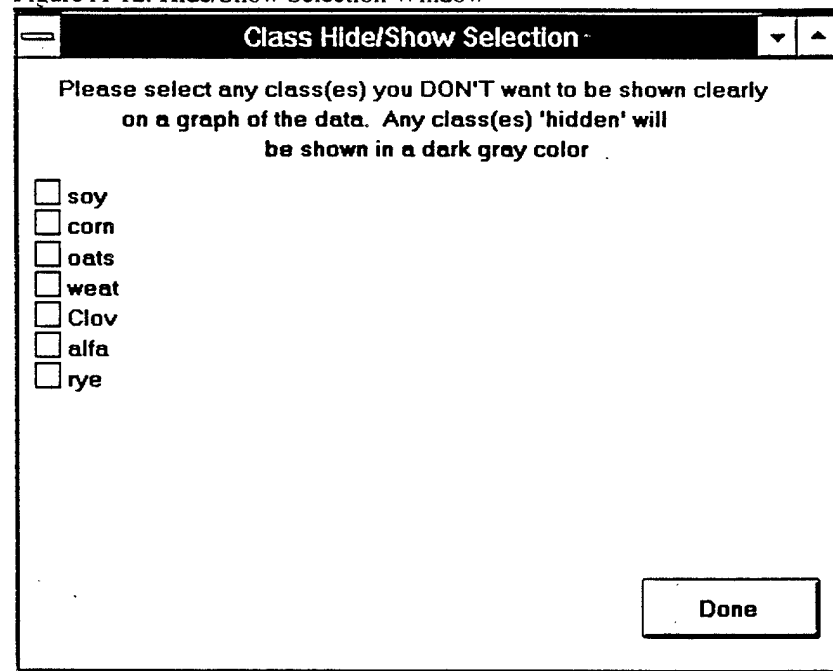 Class Hide/Show Selection
Please select any class(es) you DON'T want to be shown clearly
on a graph of the data. Any class(es) 'hidden' will
be shown in a dark gray color
soy
corn
oats
weat
Clov
alfa
rye
Done